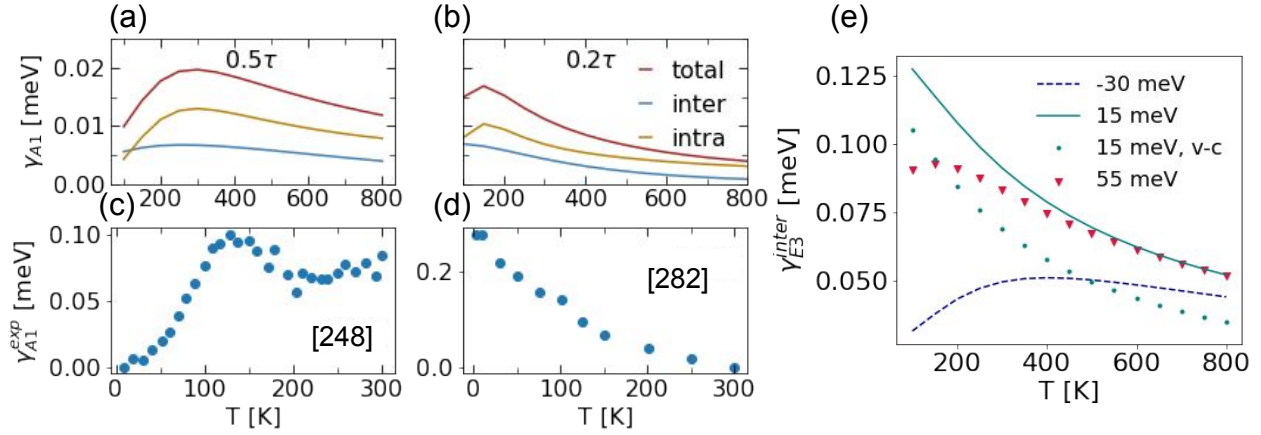 (a)
(b)
(e)
0.5τ
0.2τ
total
inter
intra
γA1 [meV]
0.02
0.01
0.00
200 400 600 800
200 400 600 800
(c)
(d)
[248]
[282]
γexpA1 [meV]
0.10
0.05
0.00
0.2
0.0
0 100 200 300
0 100 200 300
T [K]
T [K]
-30 meV
15 meV
15 meV, v-c
55 meV
γinterE3 [meV]
0.125
0.100
0.075
0.050
200 400 600 800
T [K]